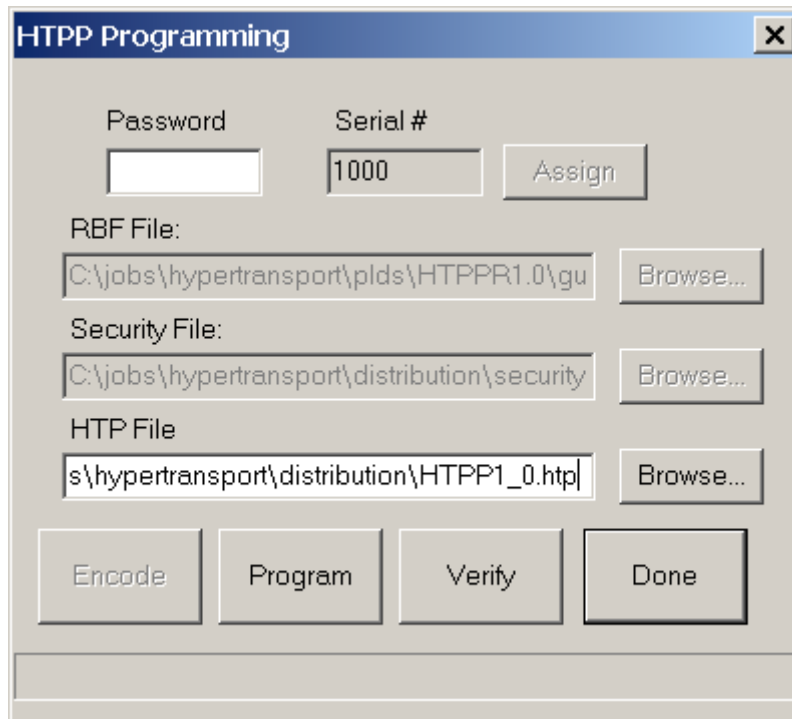 HTPP Programming
Password Serial #
1000 Assign
RBF File:
C:\jobs\hypertransport\plds\HTPPR1.0\gu Browse...
Security File:
C:\jobs\hypertransport\distribution\security Browse...
HTP File
s\hypertransport\distribution\HTPP1_0.htp Browse...
Encode Program Verify Done